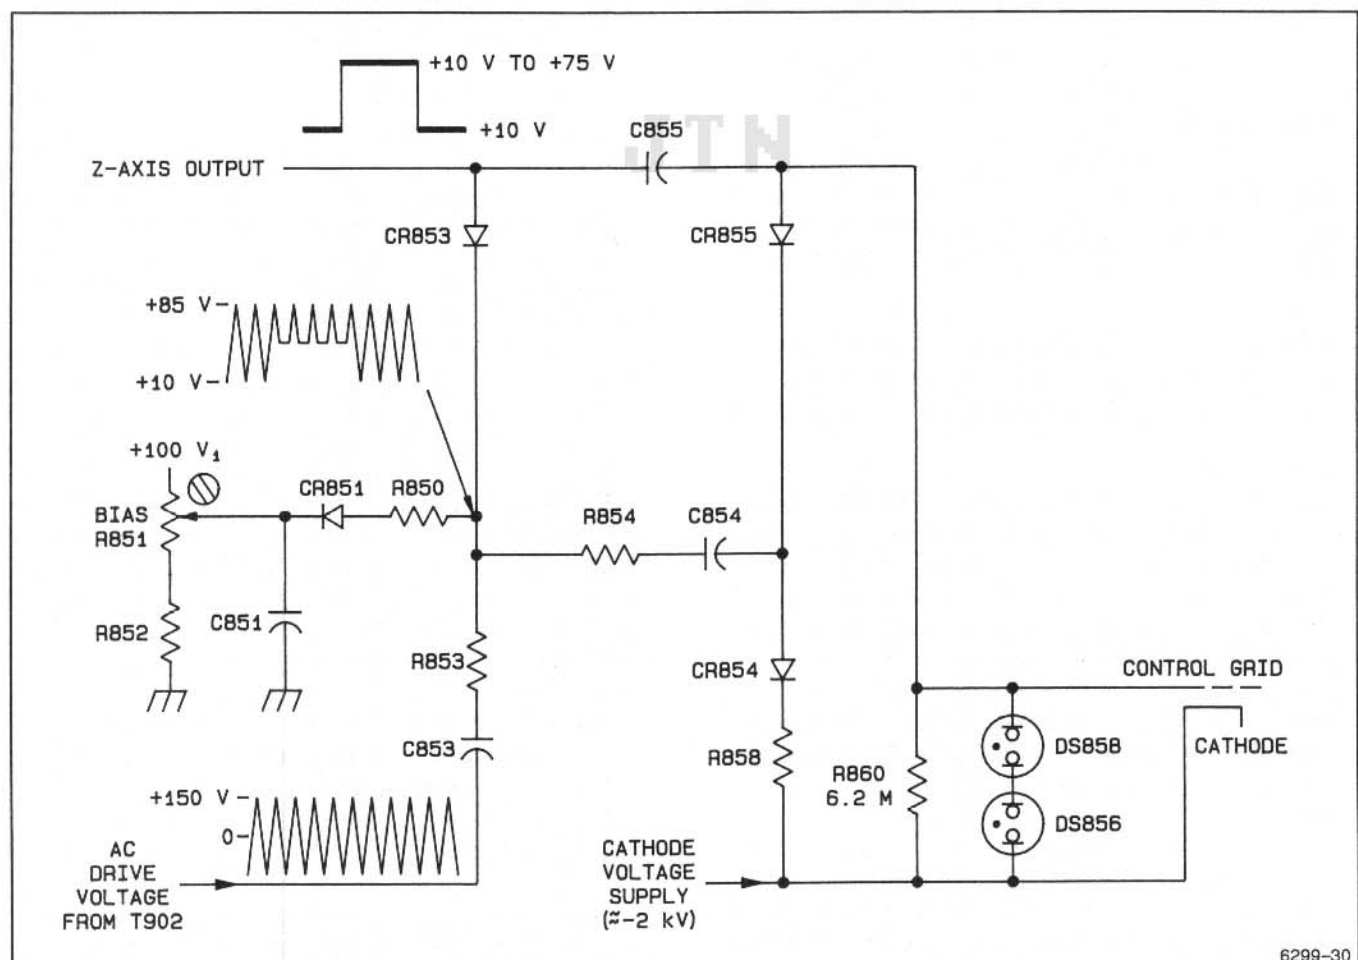 +10 V TO +75 V
+10 V
JTN
C855
Z-AXIS OUTPUT
CR853
CR855
+85 V
+10 V
+100 V₁
CR851
R850
BIAS
R851
R854
C854
R852
C851
R853
CR854
CONTROL GRID
C853
R858
R860
6.2 M
DS858
CATHODE
+150 V
0
DS856
AC
DRIVE
VOLTAGE
FROM T902
CATHODE
VOLTAGE
SUPPLY
(≈-2 kV)
6299-30